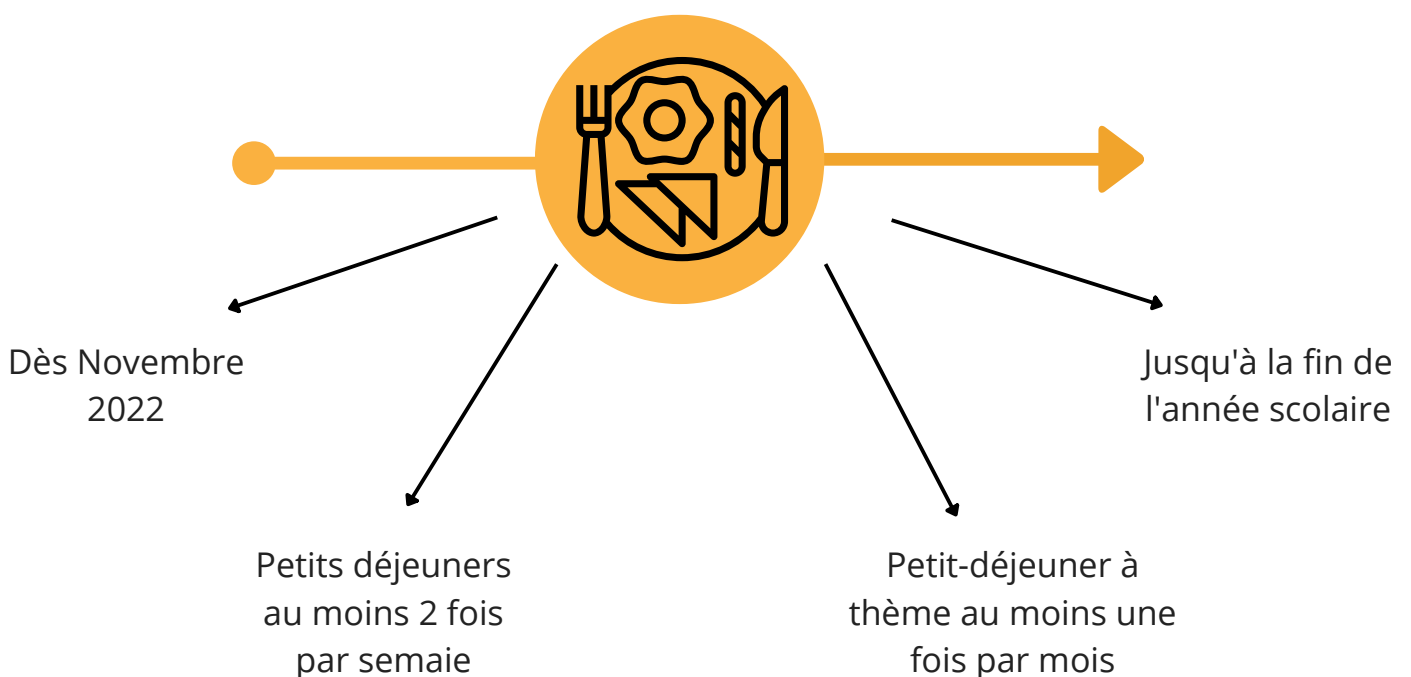 Dès Novembre
2022
Petits déjeuners
au moins 2 fois
par semaie
Petit-déjeuner à
thème au moins une
fois par mois
Jusqu'à la fin de
l'année scolaire